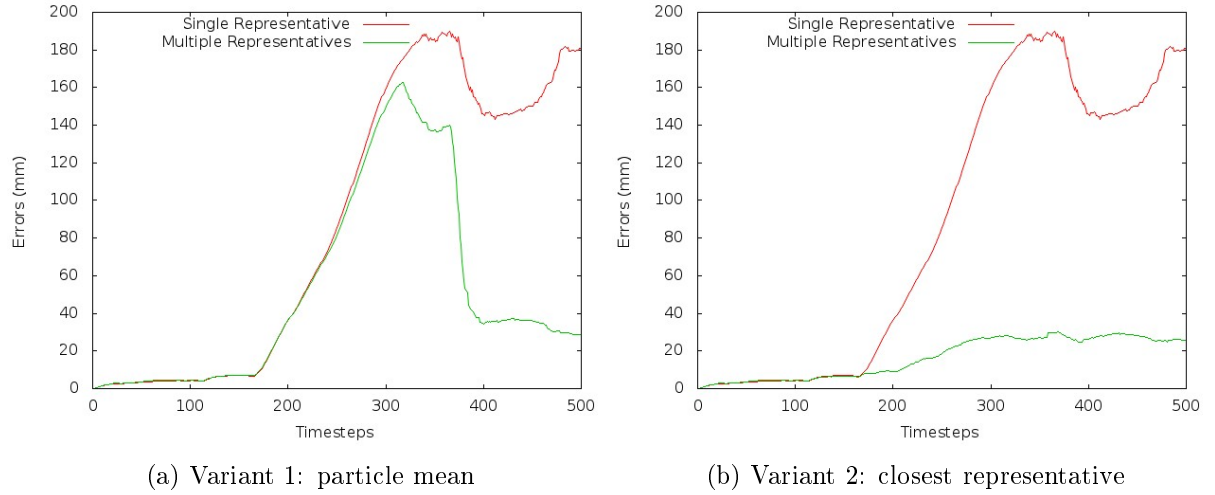 Single Representative
Multiple Representatives
200
180
160
140
120
100
80
60
40
20
0
Errors (mm)
0 100 200 300 400 500
Timesteps
(a) Variant 1: particle mean
Single Representative
Multiple Representatives
200
180
160
140
120
100
80
60
40
20
0
Errors (mm)
0 100 200 300 400 500
Timesteps
(b) Variant 2: closest representative